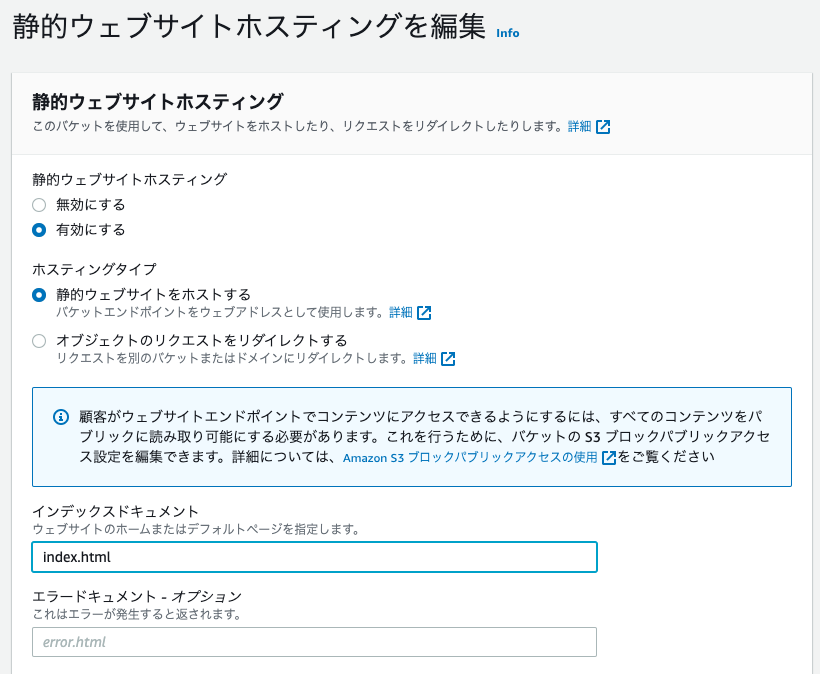 静的ウェブサイトホスティングを編集 Info
静的ウェブサイトホスティング
このバケットを使用して、ウェブサイトをホストしたり、リクエストをリダイレクトしたりします。詳細
静的ウェブサイトホスティング
無効にする
有効にする
ホスティングタイプ
静的ウェブサイトをホストする
バケットエンドポイントをウェブアドレスとして使用します。詳細
オブジェクトのリクエストをリダイレクトする
リクエストを別のバケットまたはドメインにリダイレクトします。詳細
顧客がウェブサイトエンドポイントでコンテンツにアクセスできるようにするには、すべてのコンテンツをパ
ブリックに読み取り可能にする必要があります。これを行うために、バケットの S3 ブロックパブリックアクセ
ス設定を編集できます。詳細については、Amazon S3 ブロックパブリックアクセスの使用をご覧ください
インデックスドキュメント
ウェブサイトのホームまたはデフォルトページを指定します。
index.html
エラードキュメント - オプション
これはエラーが発生すると返されます。
error.html